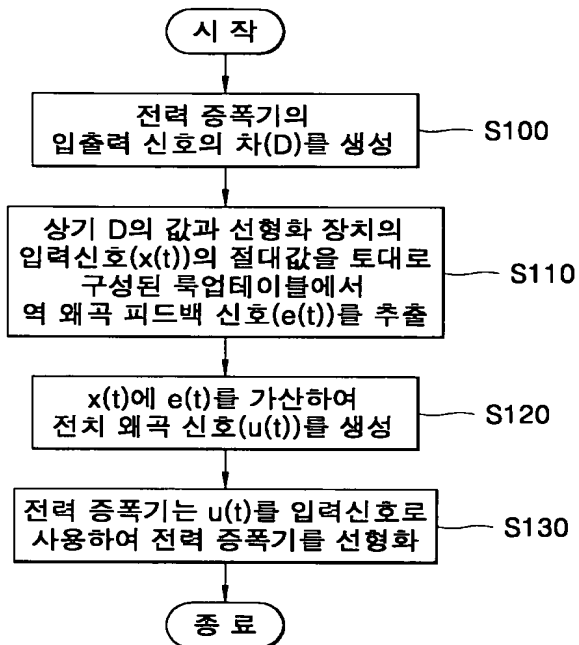 시 작
전력 증폭기의
입출력 신호의 차(D)를 생성
S100
상기 D의 값과 선형화 장치의
입력신호(x(t))의 절대값을 토대로
구성된 룩업테이블에서
역 왜곡 피드백 신호(e(t))를 추출
S110
x(t)에 e(t)를 가산하여
전치 왜곡 신호(u(t))를 생성
S120
전력 증폭기는 u(t)를 입력신호로
사용하여 전력 증폭기를 선형화
S130
종 료